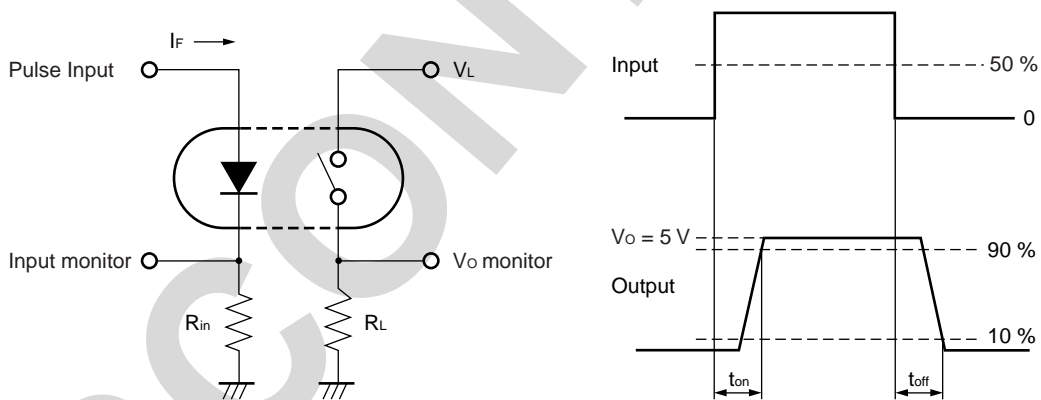 IF
Pulse Input
VL
Input monitor
VO monitor
Rin
RL
Input
50 %
0
VO = 5 V
90 %
Output
10 %
ton
toff